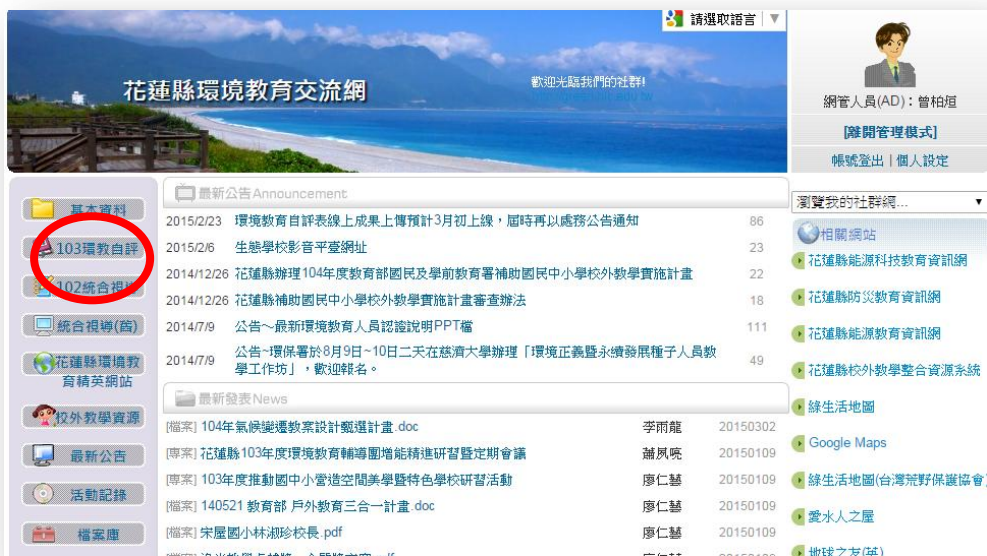 請選取語言 ▼
花蓮縣環境教育交流網
歡迎光臨我們的社群!
網管人員(AD):曾柏烜
[離開管理模式]
帳號登出 | 個人設定
基本資料
103環教自評
102統合視導
統合視導(舊)
花蓮縣環境教
育精英網站
校外教學資源
最新公告
活動記錄
檔案庫
最新公告Announcement
2015/2/23 環境教育自評表線上成果上傳預計3月初上線,屆時再以處務公告通知 86
2015/2/6 生態學校影音平臺網址 23
2014/12/26 花蓮縣辦理104年度教育部國民及學前教育署補助國民中小學校外教學實施計畫 22
2014/12/26 花蓮縣補助國民中小學校外教學實施計畫審查辦法 18
2014/7/9 公告~最新環境教育人員認證說明PPT檔 111
2014/7/9 公告~環保署於8月9日~10日二天在慈濟大學辦理「環境正義暨永續發展種子人員教
學工作坊」,歡迎報名。 49
最新發表News
[檔案] 104年氣候變遷教案設計甄選計畫.doc 李雨龍 20150302
[專案] 花蓮縣103年度環境教育輔導團增能精進研習暨定期會議 20150109
[專案] 103年度推動國中小營造空間美學暨特色學校研習活動 廖仁慧 20150109
[檔案] 140521 教育部 戶外教育三合一計畫.doc 廖仁慧 20150109
[檔案] 宋屋國小林淑珍校長.pdf 廖仁慧 20150109
瀏覽我的社群網... ▼
相關網站
花蓮縣能源科技教育資訊網
花蓮縣防災教育資訊網
花蓮縣能源教育資訊網
花蓮縣校外教學整合資源系統
綠生活地圖
Google Maps
綠生活地圖(台灣荒野保護協會)
愛水人之屋
地球之友(英)